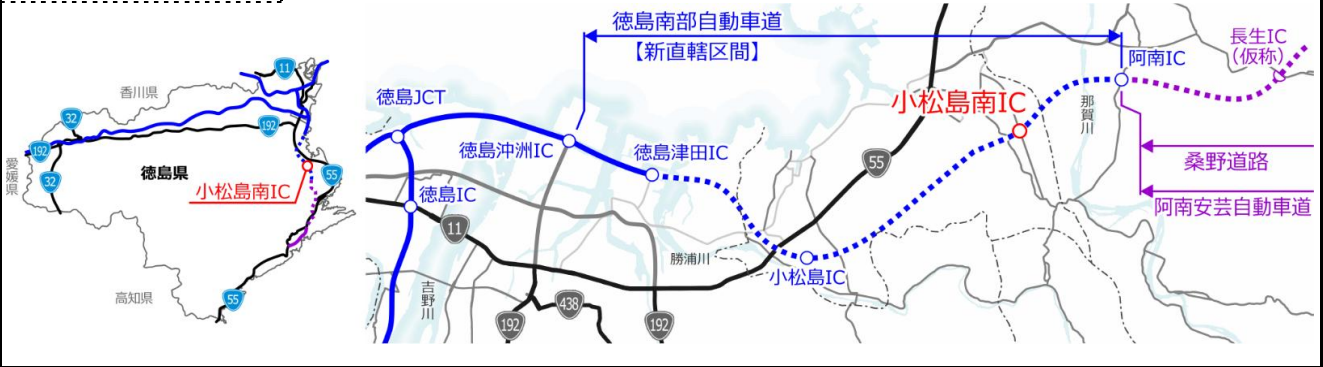 香川県
愛媛県
徳島県
高知県
小松島南IC
11
32
192
192
32
55
55
徳島南部自動車道
【新直轄区間】
徳島JCT
徳島沖洲IC
徳島津田IC
徳島IC
小松島IC
小松島南IC
阿南IC
長生IC
(仮称)
那賀川
勝浦川
吉野川
桑野道路
阿南安芸自動車道
11
192
438
192
55